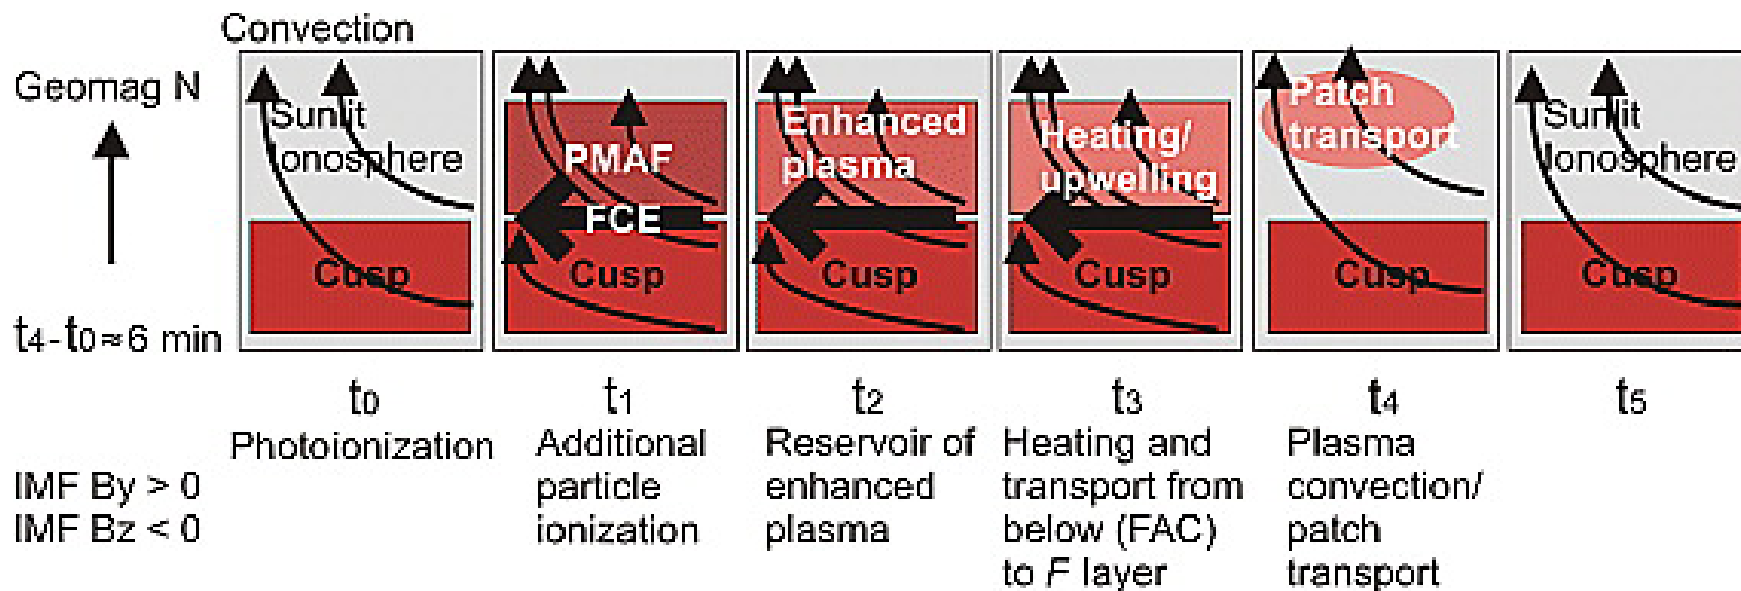 Convection
Geomag N
t4-t0≈6 min
IMF By > 0
IMF Bz < 0
Sunlit
Ionosphere
Cusp
t0
Photoionization
PMAF
FCE
Cusp
t1
Additional
particle
ionization
Enhanced
plasma
Cusp
t2
Reservoir of
enhanced
plasma
Heating/
upwelling
Cusp
t3
Heating and
transport from
below (FAC)
to F layer
Patch
transport
Cusp
t4
Plasma
convection/
patch
transport
Sunlit
Ionosphere
Cusp
t5